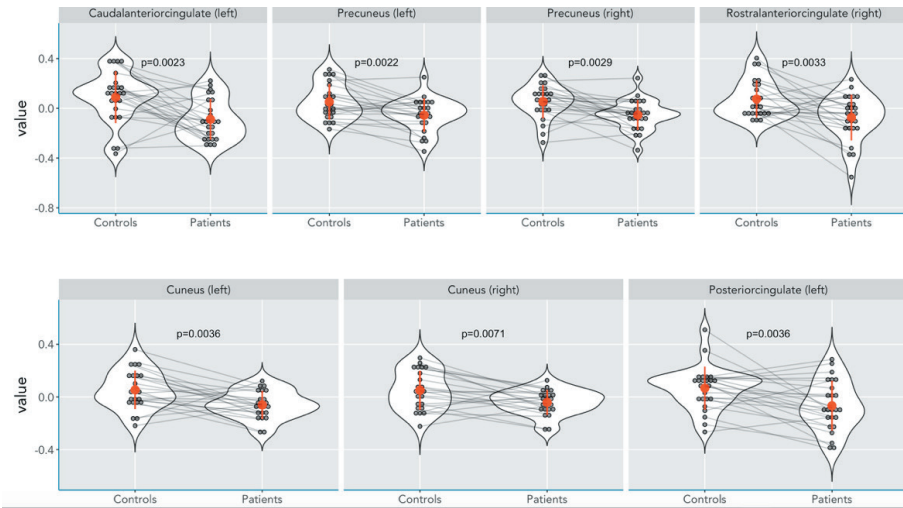 Caudalanteriorcingulate (left) Precuneus (left) Precuneus (right) Rostralanteriorcingulate (right)
p=0.0023 p=0.0022 p=0.0029 p=0.0033
0.4
0.0
-0.4
-0.8
value
Controls Patients Controls Patients Controls Patients Controls Patients
Cuneus (left) Cuneus (right) Posteriorcingulate (left)
p=0.0036 p=0.0071 p=0.0036
0.4
0.0
-0.4
value
Controls Patients Controls Patients Controls Patients